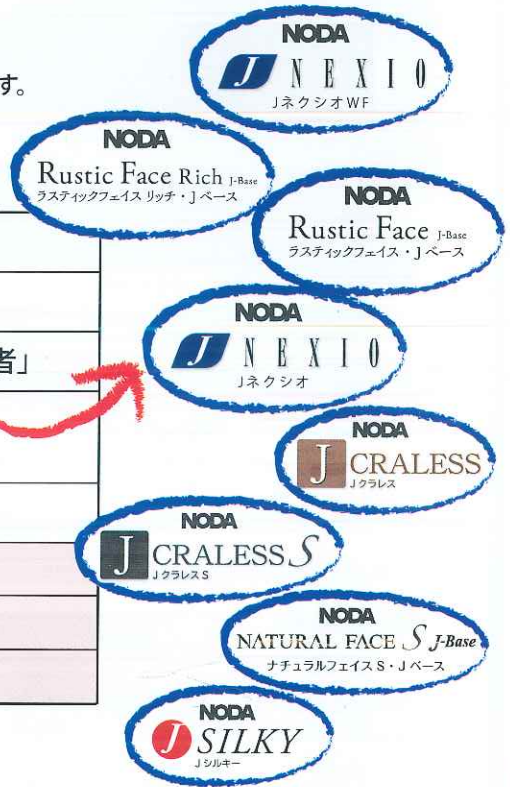 NODA
J NEXIO
JネクシオWF
す。
NODA
Rustic Face Rich J-Base
ラスティックフェイス リッチ・Jベース
NODA
Rustic Face J-Base
ラスティックフェイス・Jベース
者」
NODA
J NEXIO
Jネクシオ
NODA
J CRALESS
Jクラレス
NODA
J CRALESS S
JクラレスS
NODA
NATURAL FACE S J-Base
ナチュラルフェイスS・Jベース
NODA
J SILKY
Jシルキー